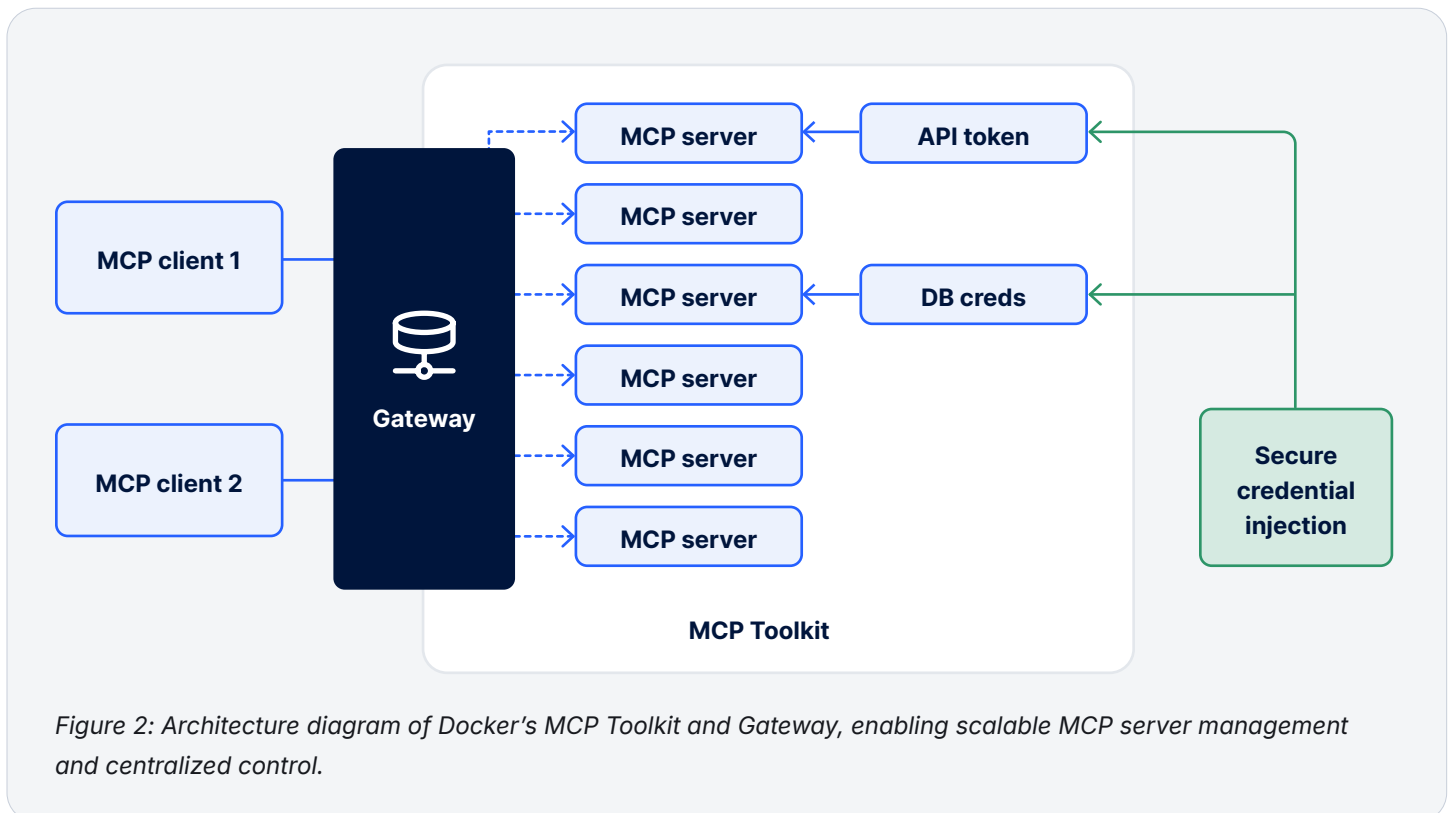 MCP server
API token
MCP server
MCP client 1
MCP server
DB creds
MCP server
Gateway
MCP client 2
MCP server
Secure
credential
injection
MCP server
MCP Toolkit
Figure 2: Architecture diagram of Docker’s MCP Toolkit and Gateway, enabling scalable MCP server management
and centralized control.